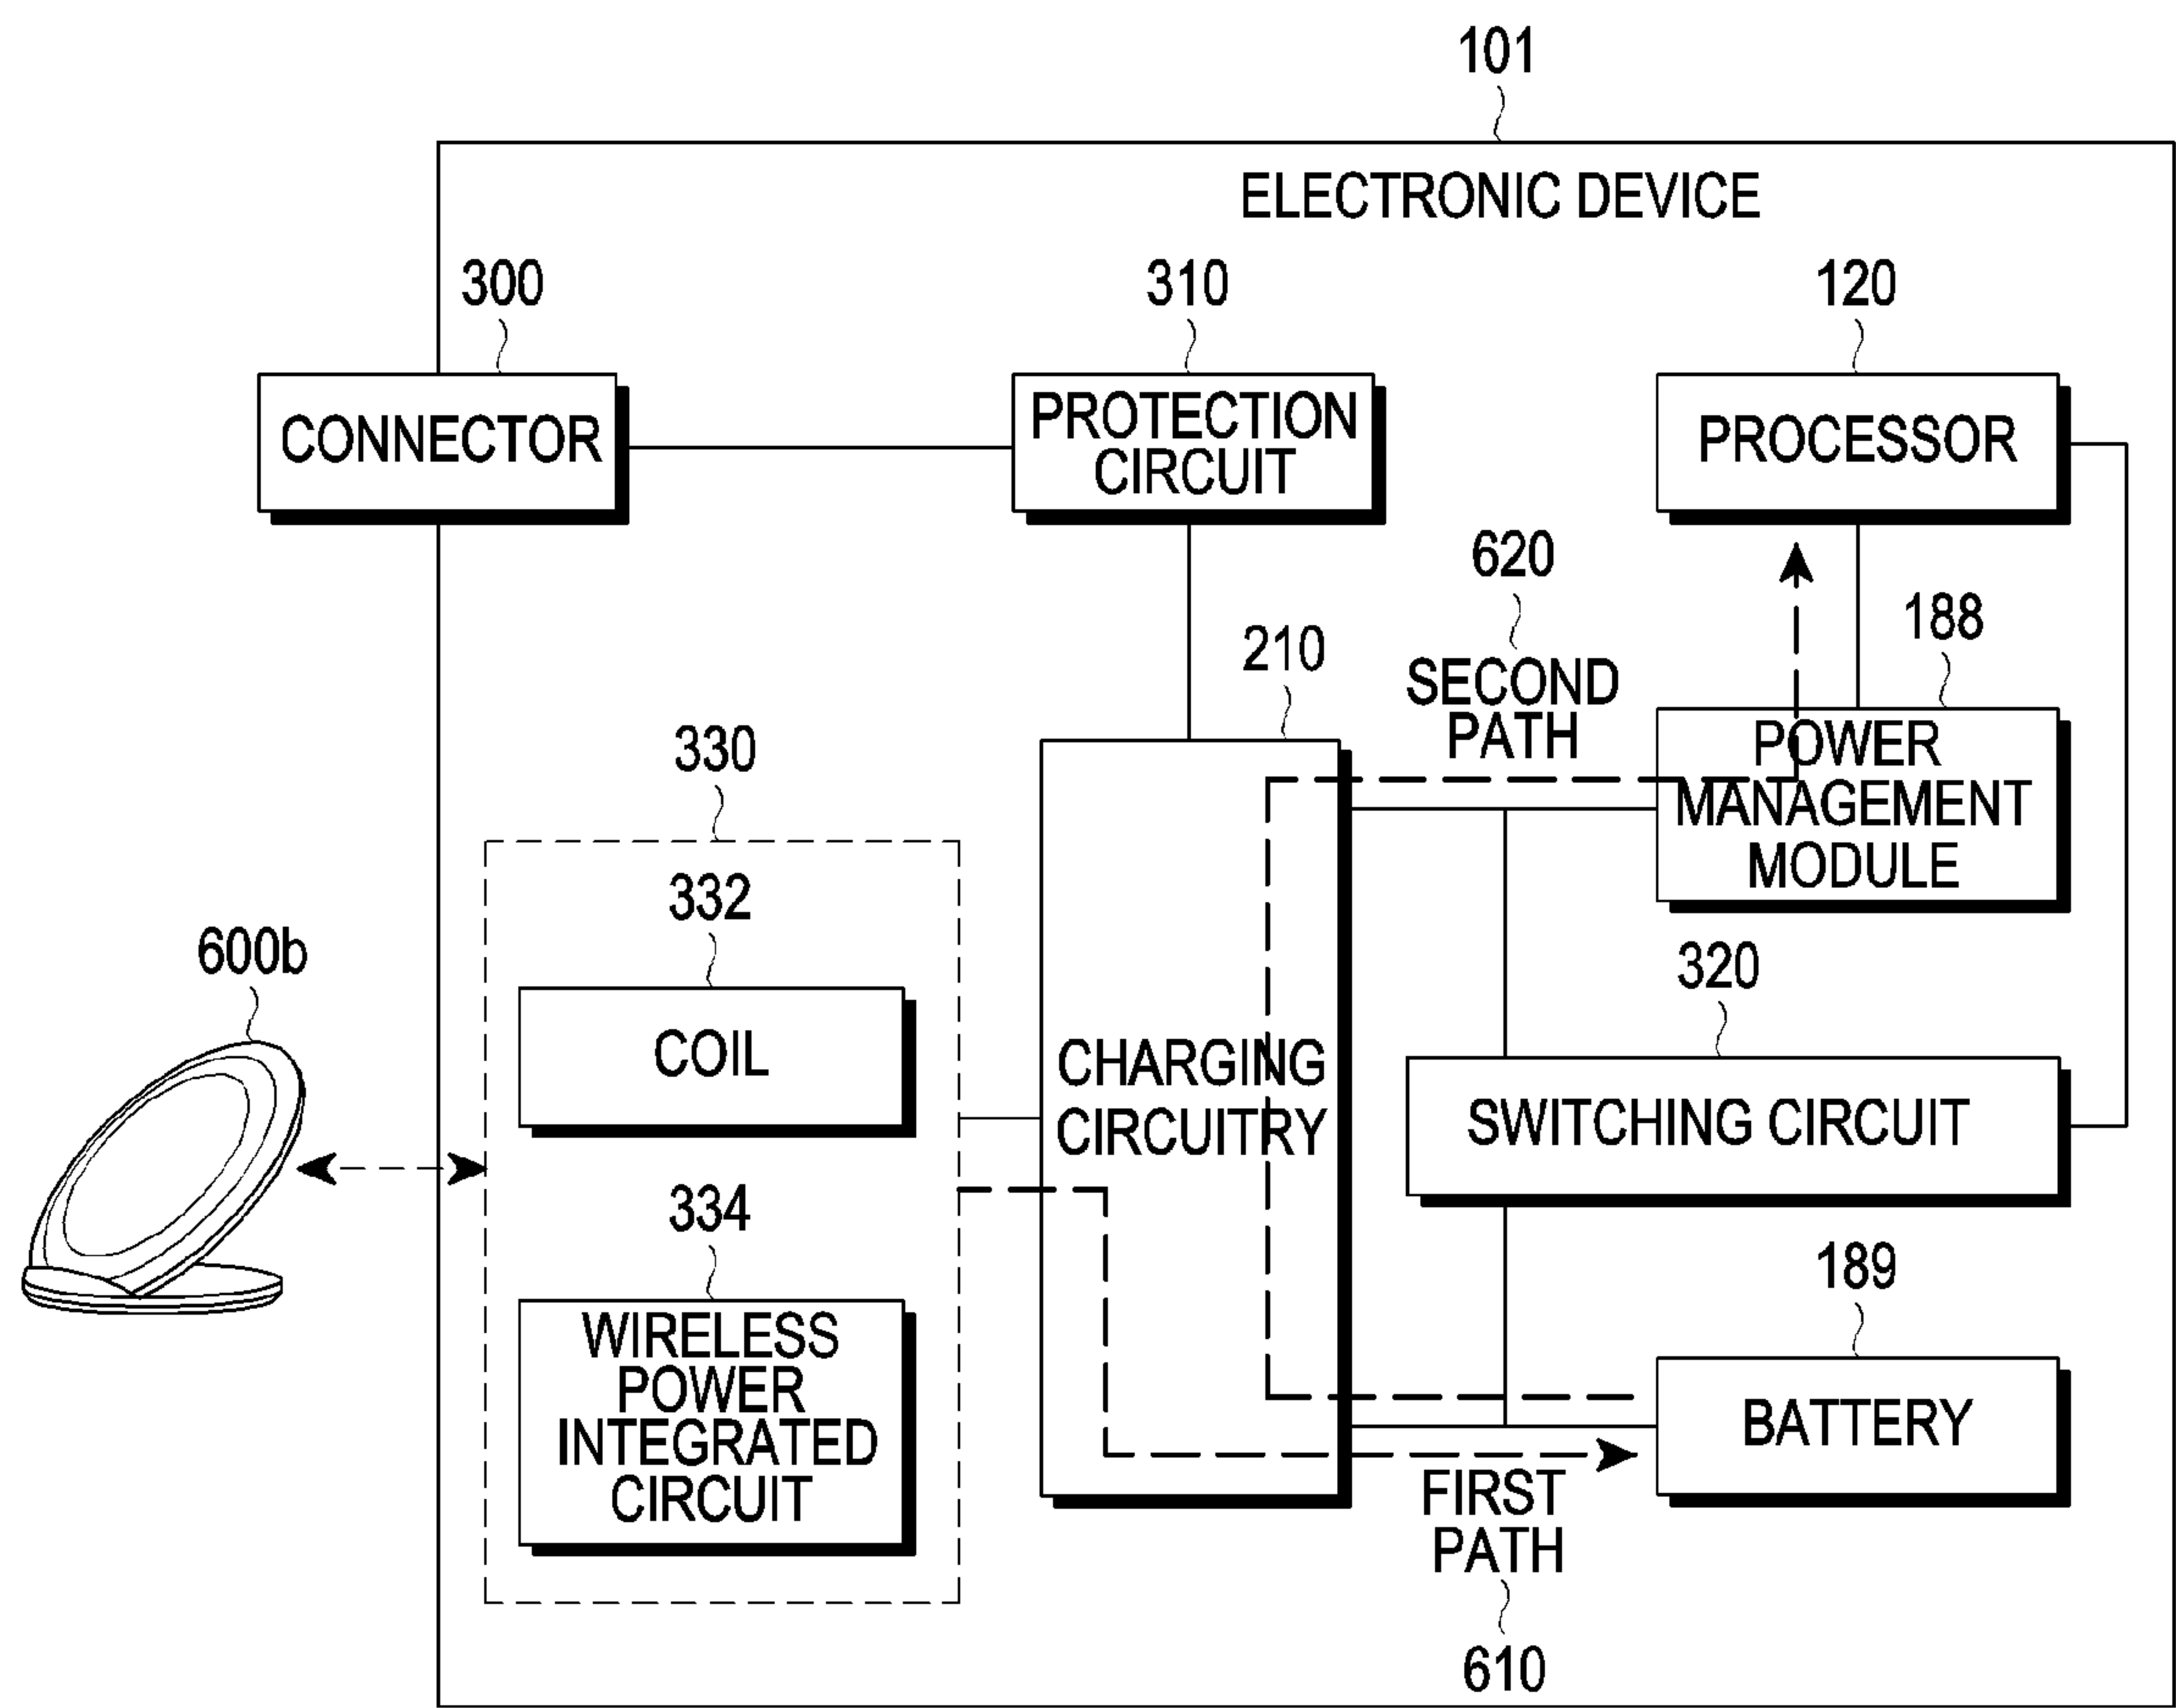 101
ELECTRONIC DEVICE
300
310
120
CONNECTOR
PROTECTION
CIRCUIT
PROCESSOR
620
SECOND
PATH
188
210
POWER
MANAGEMENT
MODULE
330
332
COIL
600b
320
CHARGING
CIRCUITRY
SWITCHING CIRCUIT
334
WIRELESS
POWER
INTEGRATED
CIRCUIT
189
BATTERY
FIRST
PATH
610